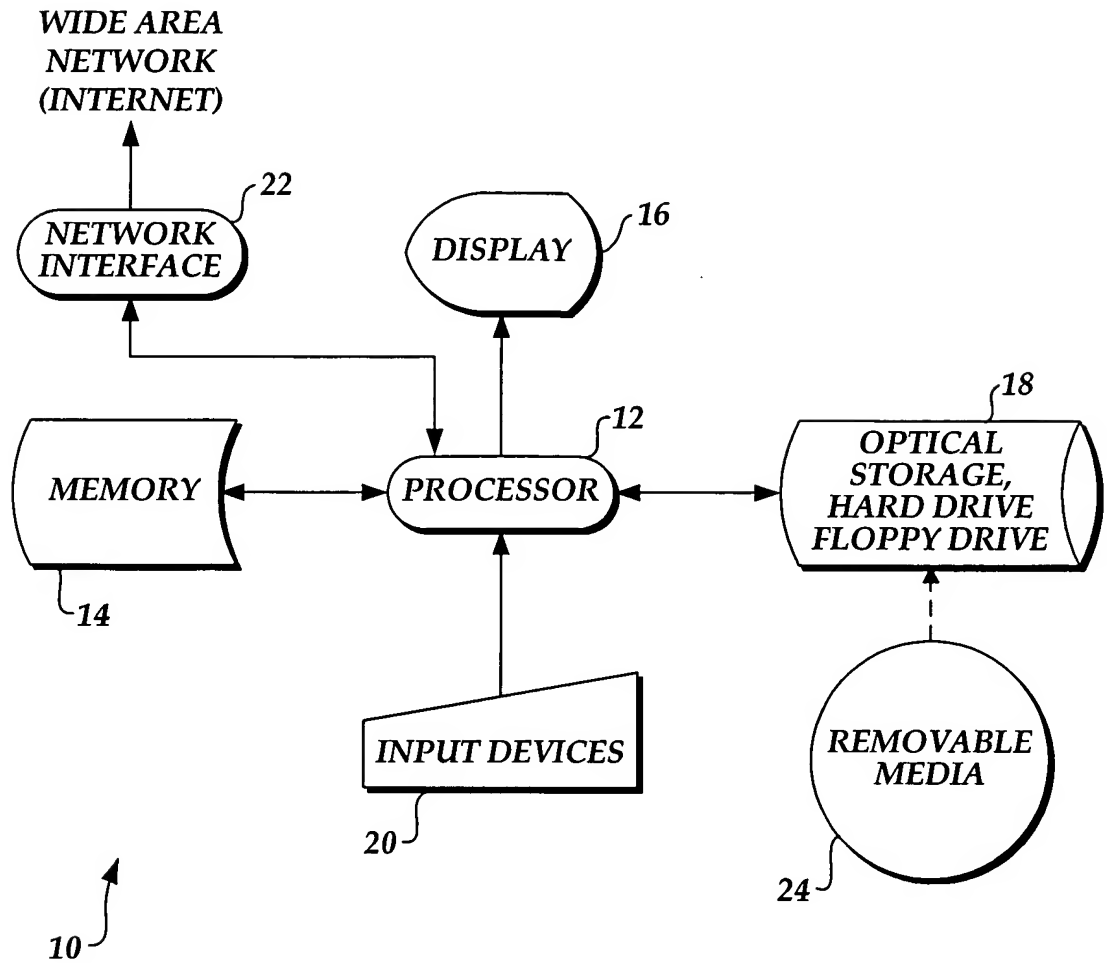 WIDE AREA
NETWORK
(INTERNET)
22
NETWORK
INTERFACE
16
DISPLAY
18
12
OPTICAL
STORAGE,
HARD DRIVE
FLOPPY DRIVE
MEMORY
PROCESSOR
14
INPUT DEVICES
REMOVABLE
MEDIA
20
24
10